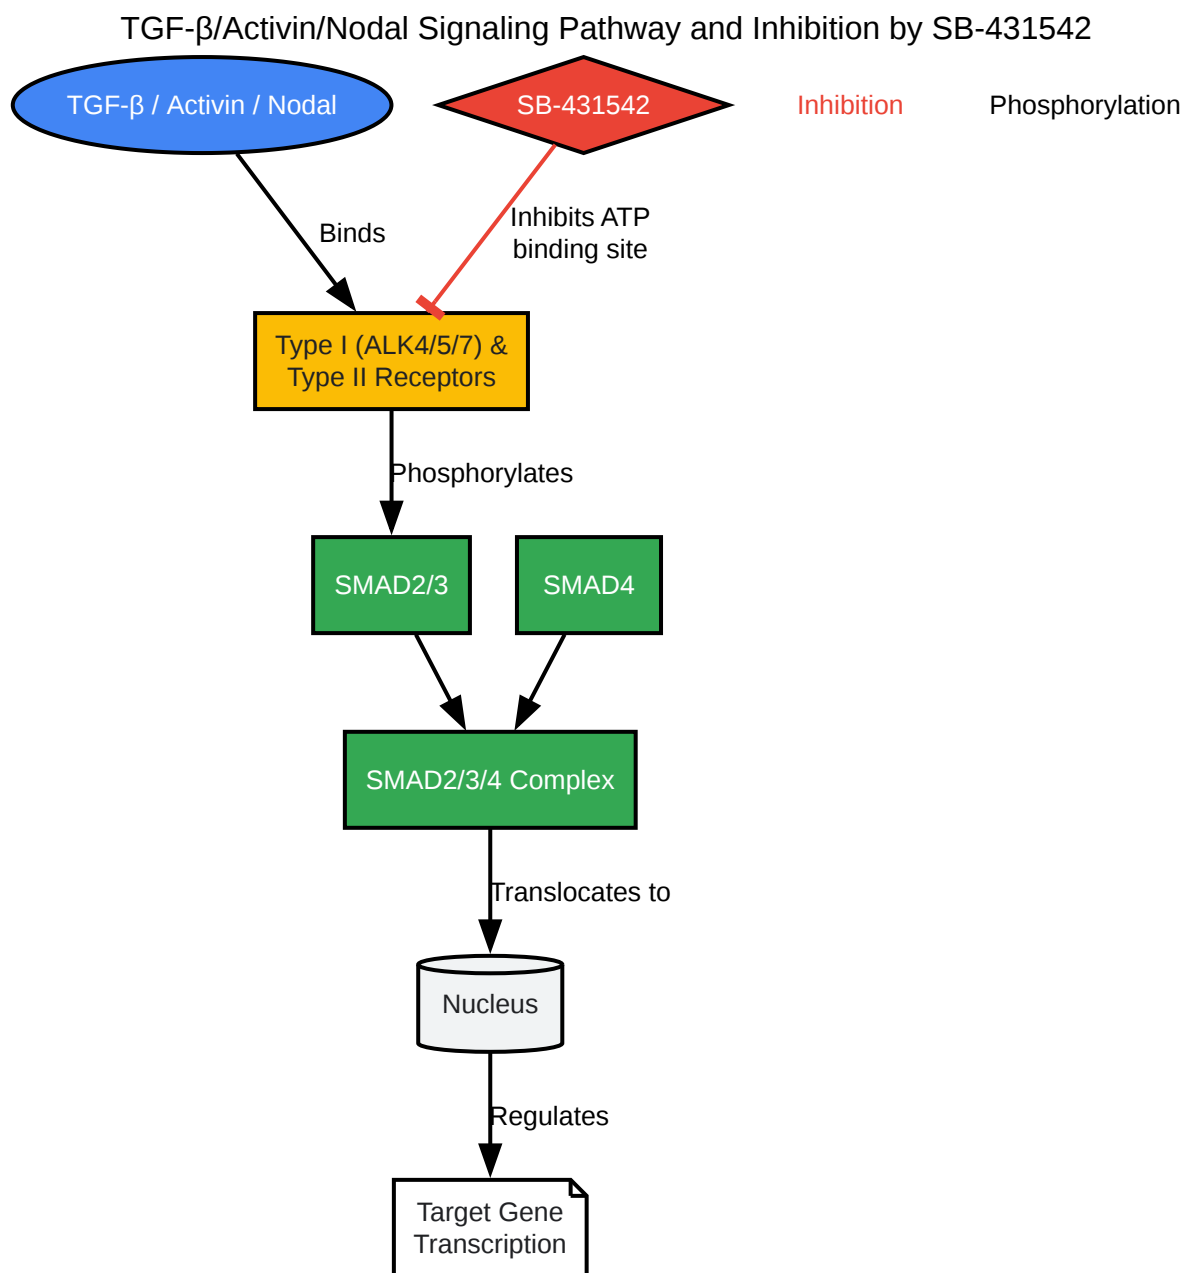 TGF-β/Activin/Nodal Signaling Pathway and Inhibition by SB-431542
TGF-β / Activin / Nodal
SB-431542
Inhibition
Phosphorylation
Binds
Inhibits ATP
binding site
Type I (ALK4/5/7) &
Type II Receptors
Phosphorylates
SMAD2/3
SMAD4
SMAD2/3/4 Complex
Translocates to
Nucleus
Regulates
Target Gene
Transcription